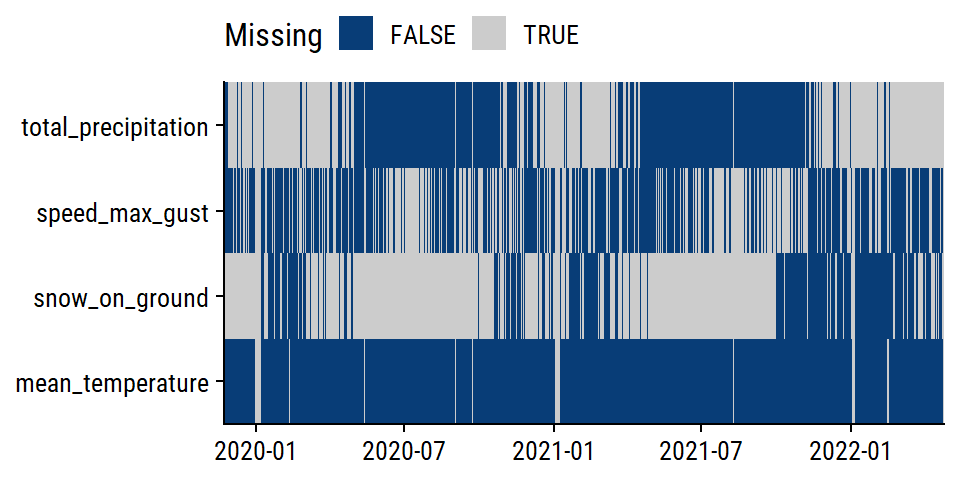 Missing FALSE TRUE
total_precipitation
speed_max_gust
snow_on_ground
mean_temperature
2020-01 2020-07 2021-01 2021-07 2022-01